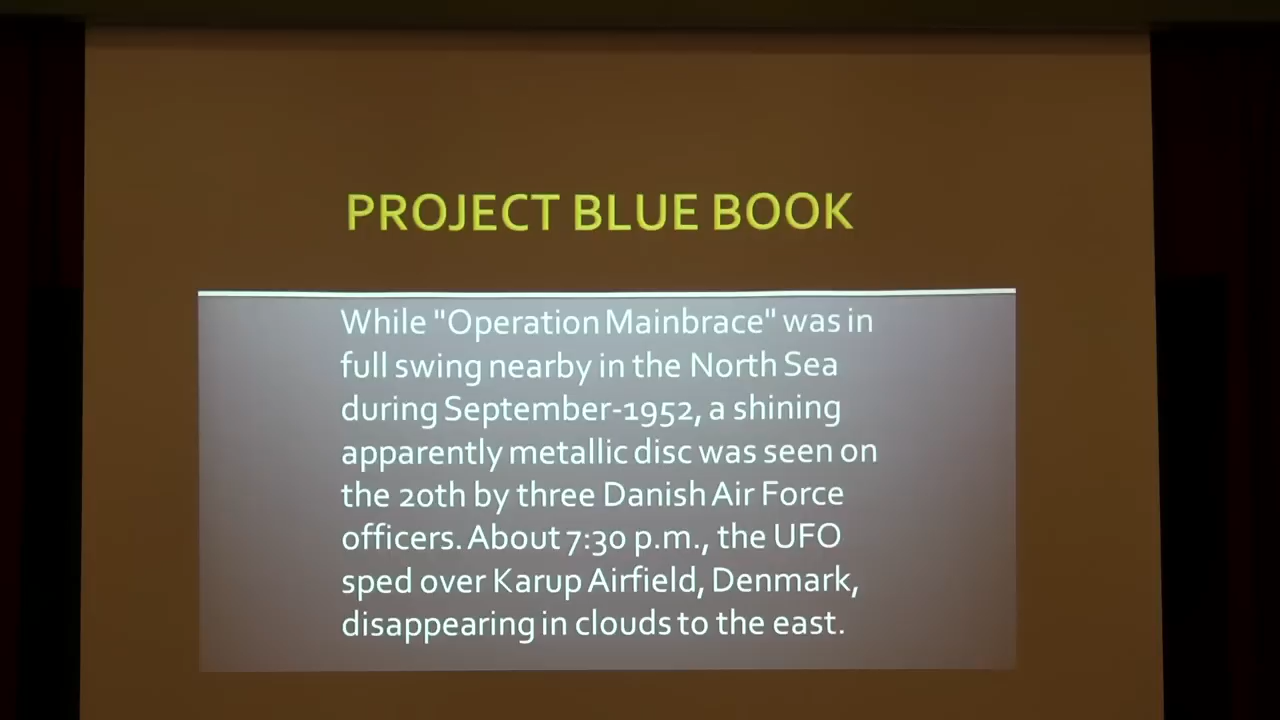 PROJECT BLUE BOOK
While "Operation Mainbrace" was in
full swing nearby in the North Sea
during September-1952, a shining
apparently metallic disc was seen on
the 20th by three Danish Air Force
officers. About 7:30 p.m., the UFO
sped over Karup Airfield, Denmark,
disappearing in clouds to the east.